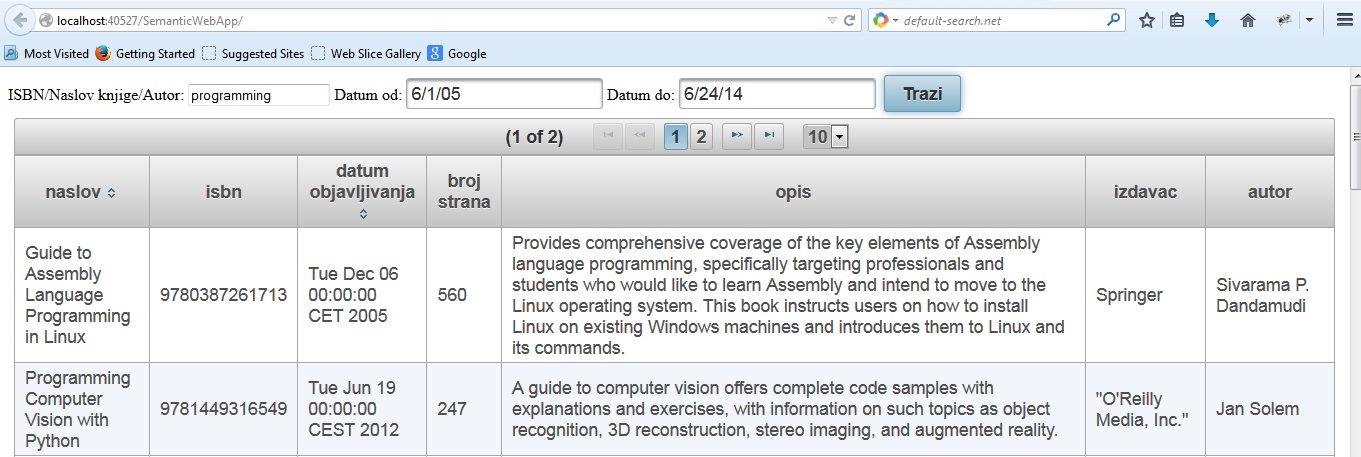 localhost:40527/SemanticWebApp/
default-search.net
Most Visited Getting Started Suggested Sites Web Slice Gallery Google
ISBN/Naslov knjige/Autor: programming Datum od: 6/1/05 Datum do: 6/24/14 Trazi
(1 of 2) 1 2 10
naslov isbn datum objavljivanja broj strana opis izdavac autor
Guide to
Assembly
Language
Programming
in Linux
9780387261713
Tue Dec 06
00:00:00
CET 2005
560
Provides comprehensive coverage of the key elements of Assembly
language programming, specifically targeting professionals and
students who would like to learn Assembly and intend to move to the
Linux operating system. This book instructs users on how to install
Linux on existing Windows machines and introduces them to Linux and
its commands.
Springer
Sivarama P.
Dandamudi
Programming
Computer
Vision with
Python
9781449316549
Tue Jun 19
00:00:00
CEST 2012
247
A guide to computer vision offers complete code samples with
explanations and exercises, with information on such topics as object
recognition, 3D reconstruction, stereo imaging, and augmented reality.
"O'Reilly
Media, Inc."
Jan Solem